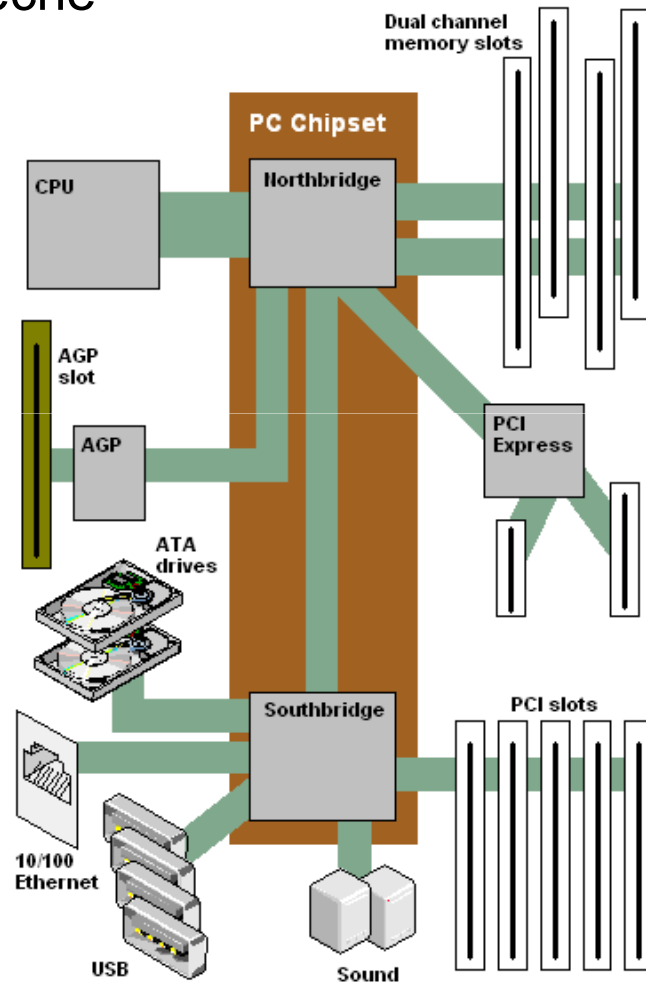 Dual channel
memory slots
PC Chipset
CPU
Northbridge
AGP
slot
AGP
PCI
Express
ATA
drives
Southbridge
PCI slots
10/100
Ethernet
USB
Sound